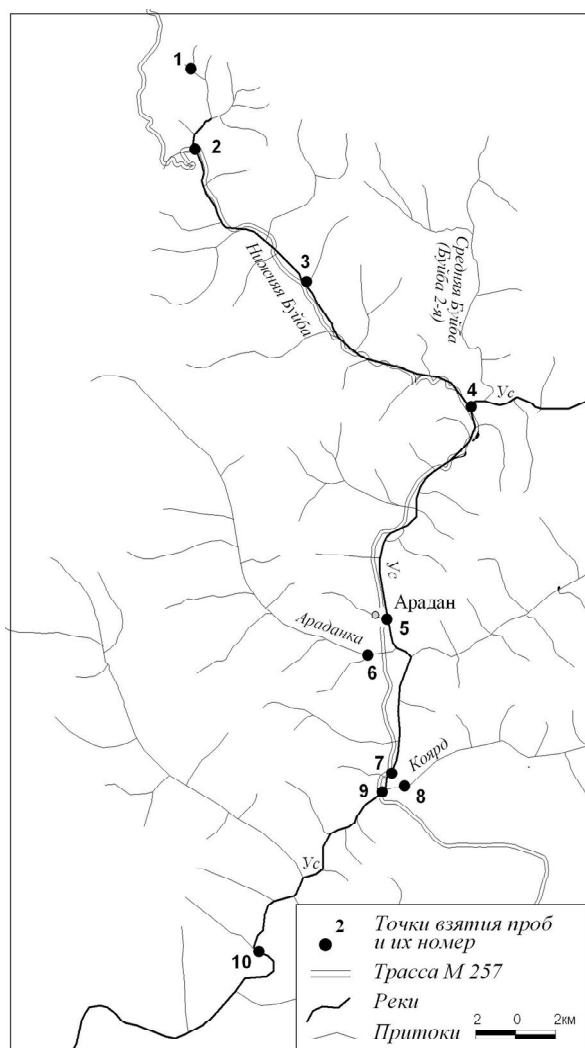 1
2
3
Нижняя Буйба
Средняя Буйба
(Буйба 2-я)
4
Ус
Ус
Арадан
5
Араданка
6
7
Коярд
8
9
Ус
10
2
Точки взятия проб
и их номер
Трасса М 257
Реки
Притоки
2 0 2км